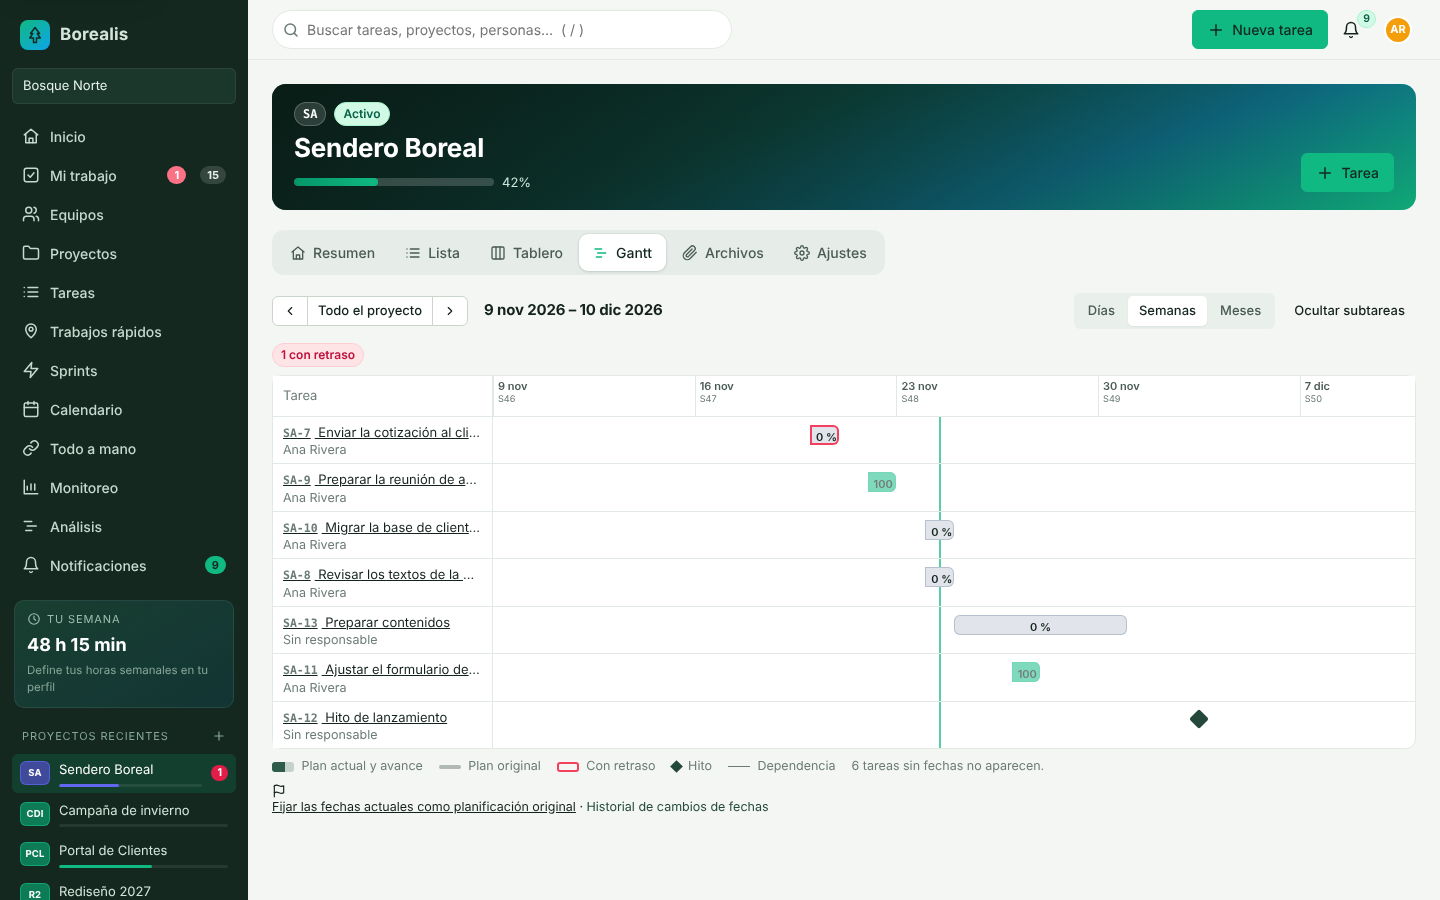 Borealis
Bosque Norte
Inicio
Mi trabajo 1 15
Equipos
Proyectos
Tareas
Trabajos rápidos
Sprints
Calendario
Todo a mano
Monitoreo
Análisis
Notificaciones 9
TU SEMANA
48 h 15 min
Define tus horas semanales en tu
perfil
PROYECTOS RECIENTES
SA Sendero Boreal 1
CDI Campaña de invierno
PCL Portal de Clientes
R2 Rediseño 2027
Buscar tareas, proyectos, personas... ( / )
Nueva tarea
9
AR
SA Activo
Sendero Boreal
42%
Tarea
Resumen Lista Tablero Gantt Archivos Ajustes
Todo el proyecto 9 nov 2026 – 10 dic 2026
Días Semanas Meses Ocultar subtareas
1 con retraso
Tarea
9 nov 16 nov 23 nov 30 nov 7 dic
S46 S47 S48 S49 S50
SA-7 Enviar la cotización al cli... 0 %
Ana Rivera
SA-9 Preparar la reunión de a... 100
Ana Rivera
SA-10 Migrar la base de client... 0 %
Ana Rivera
SA-8 Revisar los textos de la ... 0 %
Ana Rivera
SA-13 Preparar contenidos 0 %
Sin responsable
SA-11 Ajustar el formulario de... 100
Ana Rivera
SA-12 Hito de lanzamiento
Sin responsable
Plan actual y avance Plan original Con retraso Hito Dependencia 6 tareas sin fechas no aparecen.
Fijar las fechas actuales como planificación original · Historial de cambios de fechas